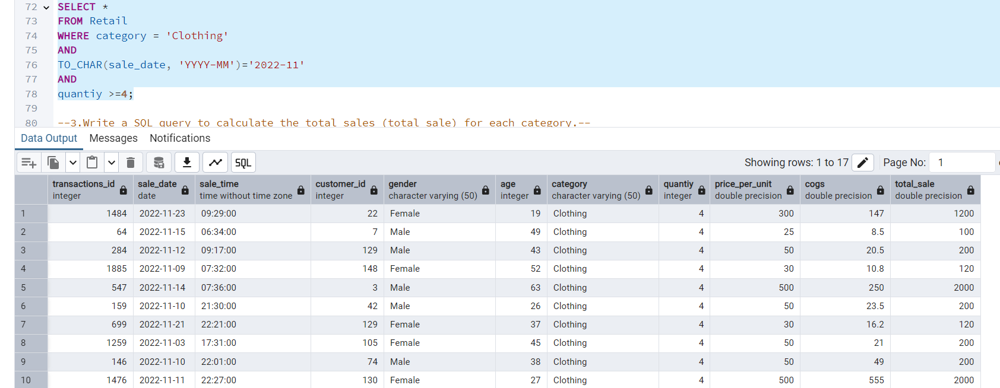 72 SELECT *
73 FROM Retail
74 WHERE category = 'Clothing'
75 AND
76 TO_CHAR(sale_date, 'YYYY-MM')='2022-11'
77 AND
78 quantiy >=4;
79
80 --3.Write a SQL query to calculate the total sales (total_sale) for each category.--
Data Output Messages Notifications
SQL Showing rows: 1 to 17 Page No: 1
transactions_id sale_date sale_time customer_id gender age category quantiy price_per_unit cogs total_sale
integer date time without time zone integer character varying (50) integer character varying (50) integer double precision double precision double precision
1 1484 2022-11-23 09:29:00 22 Female 19 Clothing 4 300 147 1200
2 64 2022-11-15 06:34:00 7 Male 49 Clothing 4 25 8.5 100
3 284 2022-11-12 09:17:00 129 Male 43 Clothing 4 50 20.5 200
4 1885 2022-11-09 07:32:00 148 Female 52 Clothing 4 30 10.8 120
5 547 2022-11-14 07:36:00 3 Male 63 Clothing 4 500 250 2000
6 159 2022-11-10 21:30:00 42 Male 26 Clothing 4 50 23.5 200
7 699 2022-11-21 22:21:00 129 Female 37 Clothing 4 30 16.2 120
8 1259 2022-11-03 17:31:00 105 Female 45 Clothing 4 50 21 200
9 146 2022-11-10 22:01:00 74 Male 38 Clothing 4 50 49 200
10 1476 2022-11-11 22:27:00 130 Female 27 Clothing 4 500 555 2000